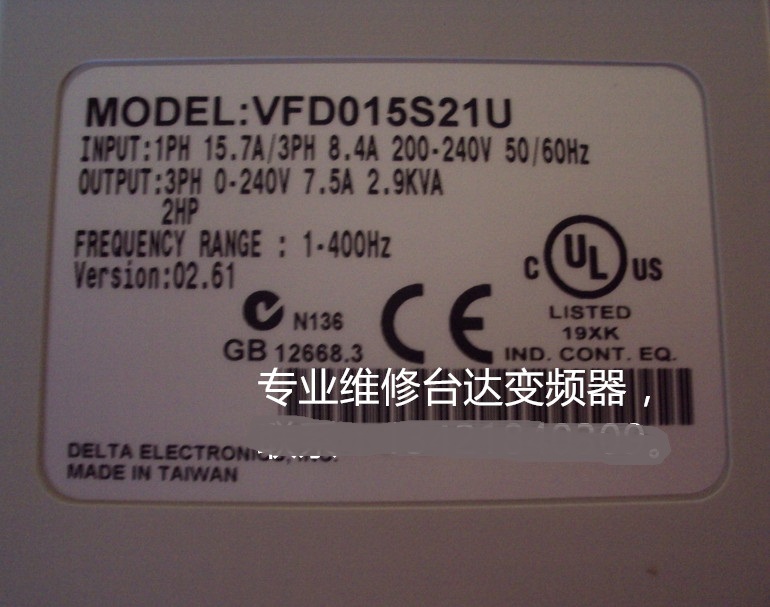 MODEL:VFD015S21U
INPUT:1PH 15.7A/3PH 8.4A 200-240V 50/60Hz
OUTPUT:3PH 0-240V 7.5A 2.9KVA
2HP
FREQUENCY RANGE : 1-400Hz
Version:02.61
C UL US
LISTED
19XK
IND. CONT. EQ.
N136
CE
GB 12668.3
专业维修台达变频器，
DELTA ELECTRONICS, INC.
MADE IN TAIWAN